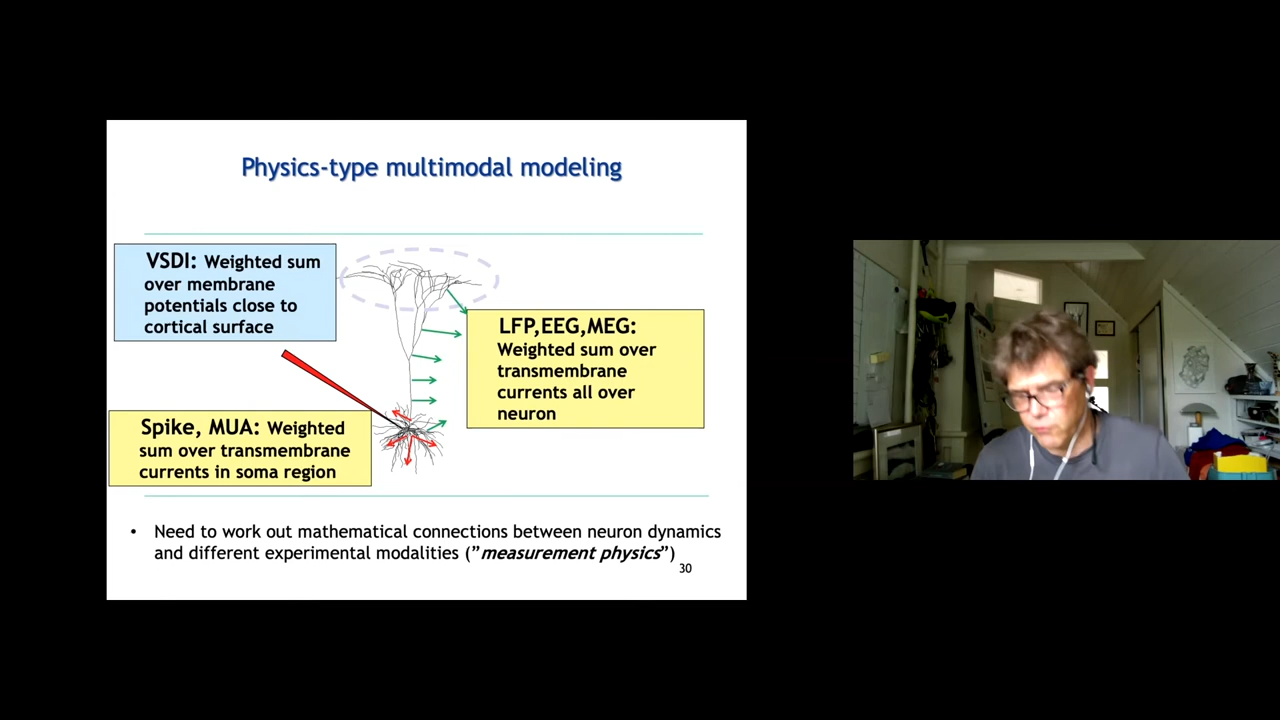 Physics-type multimodal modeling
VSDI: Weighted sum
over membrane
potentials close to
cortical surface
LFP,EEG,MEG:
Weighted sum over
transmembrane
currents all over
neuron
Spike, MUA: Weighted
sum over transmembrane
currents in soma region
• Need to work out mathematical connections between neuron dynamics
and different experimental modalities (”measurement physics”)
30